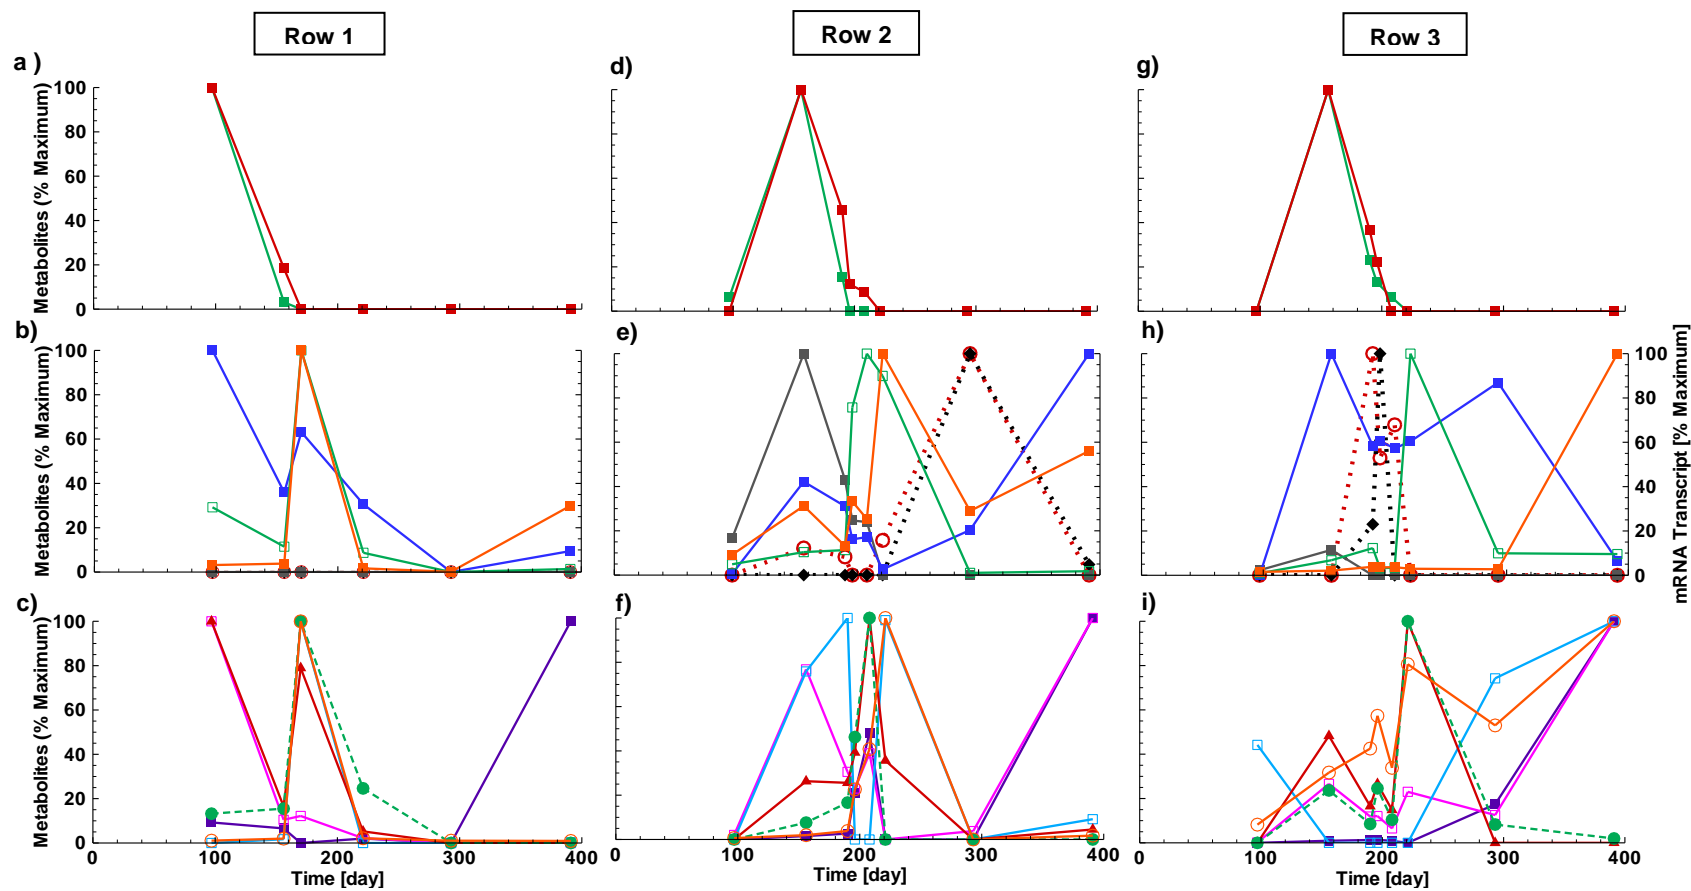 Row 1
Row 2
Row 3
a )
d)
g)
Metabolites (% Maximum)
100
80
60
40
20
0
b)
e)
h)
Metabolites (% Maximum)
100
80
60
40
20
0
100
80
60
40
20
0
mRNA Transcript [% Maximum]
c)
f)
i)
Metabolites (% Maximum)
100
80
60
40
20
0
0 100 200 300 400
0 100 200 300 400
100 200 300 400
Time [day]
Time [day]
Time [day]